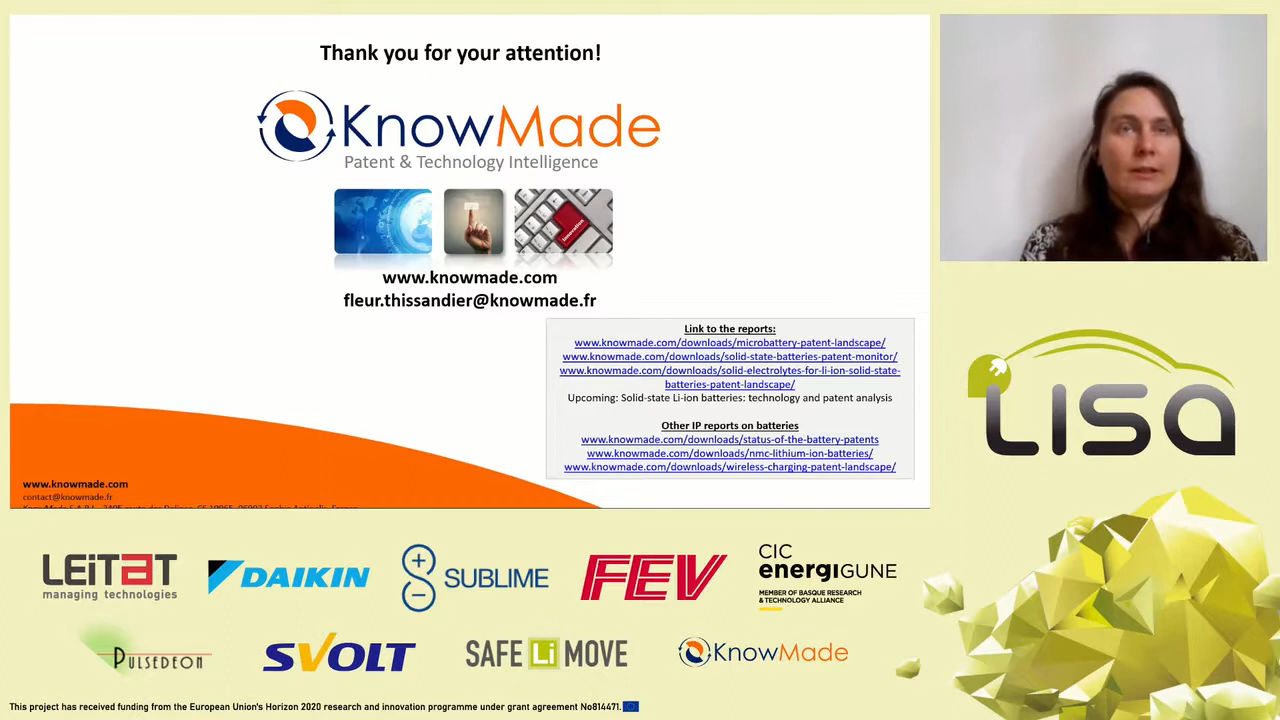 Thank you for your attention!
KnowMade
Patent & Technology Intelligence
Innovation
www.knowmade.com
fleur.thissandier@knowmade.fr
Link to the reports:
www.knowmade.com/downloads/microbattery-patent-landscape/
www.knowmade.com/downloads/solid-state-batteries-patent-monitor/
www.knowmade.com/downloads/solid-electrolytes-for-li-ion-solid-state-
batteries-patent-landscape/
Upcoming: Solid-state Li-ion batteries: technology and patent analysis
Other IP reports on batteries
www.knowmade.com/downloads/status-of-the-battery-patents
www.knowmade.com/downloads/nmc-lithium-ion-batteries/
www.knowmade.com/downloads/wireless-charging-patent-landscape/
www.knowmade.com
contact@knowmade.fr
LISA
LEITAT
managing technologies
DAIKIN
SUBLIME
FEV
CIC
energiGUNE
MEMBER OF BASQUE RESEARCH
& TECHNOLOGY ALLIANCE
PULSEDEON
SVOLT
SAFE Li MOVE
KnowMade
This project has received funding from the European Union's Horizon 2020 research and innovation programme under grant agreement No814471.